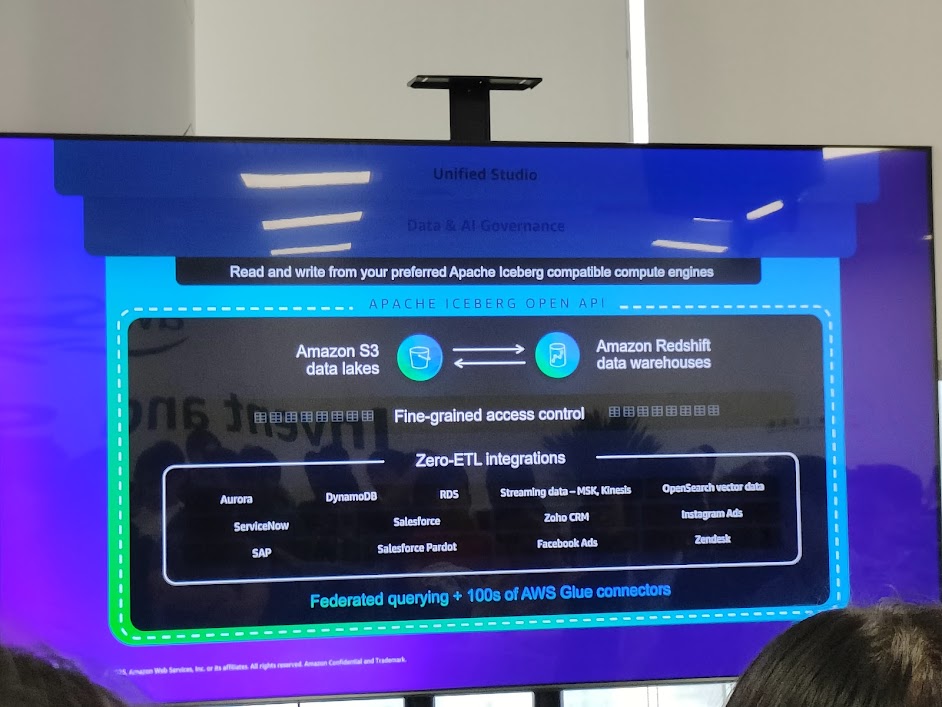 Unified Studio
Data & AI Governance
Read and write from your preferred Apache Iceberg compatible compute engines
APACHE ICEBERG OPEN API
Amazon S3
data lakes
Amazon Redshift
data warehouses
Fine-grained access control
Zero-ETL integrations
Aurora DynamoDB RDS Streaming data – MSK, Kinesis OpenSearch vector data
ServiceNow Salesforce Zoho CRM Instagram Ads
SAP Salesforce Pardot Facebook Ads Zendesk
Federated querying + 100s of AWS Glue connectors
Amazon Web Services, Inc. or its affiliates. All rights reserved. Amazon Confidential and Trademark.
Invent and